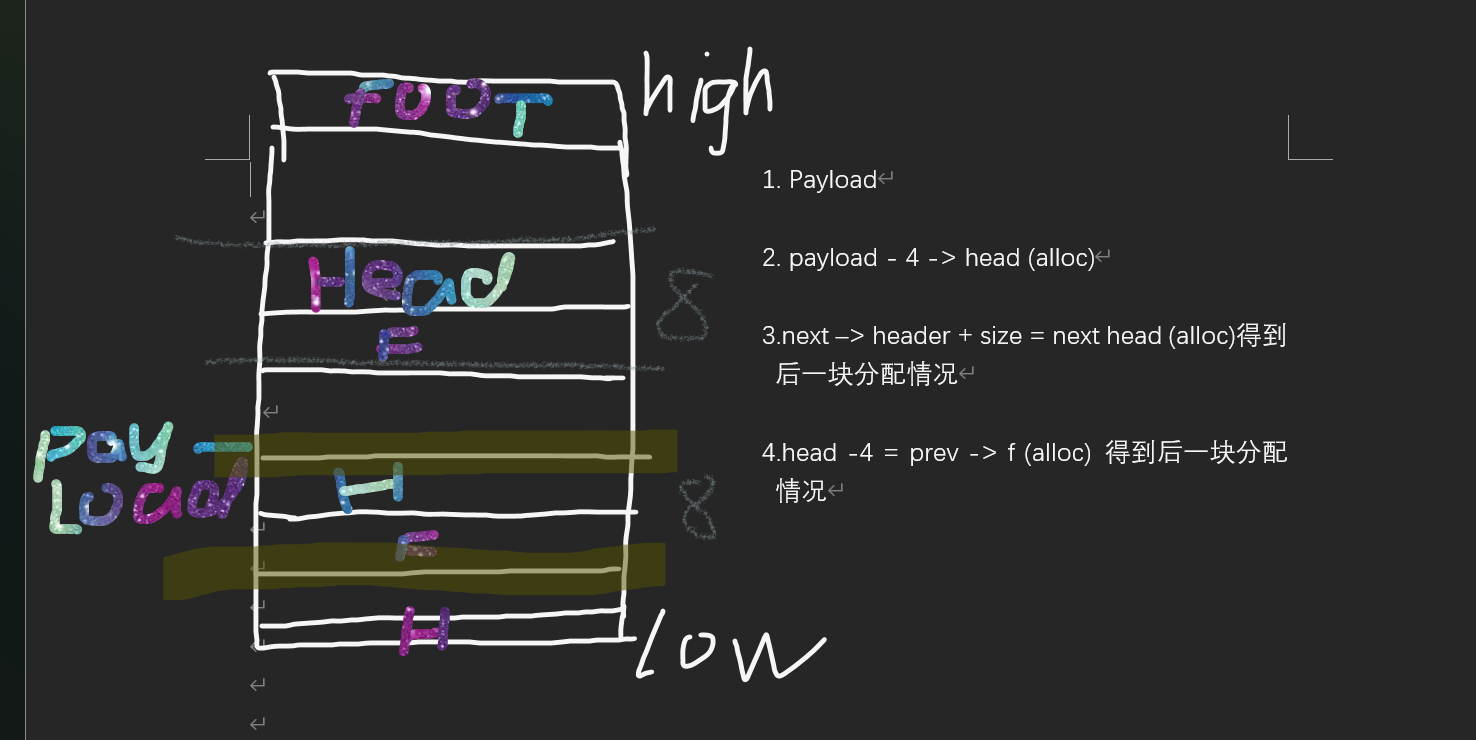 high
FOOT
1. Payload
Head
2. payload - 4 -> head (alloc)
8
F
3.next –> header + size = next head (alloc)得到
后一块分配情况
Pay-
Load
4.head -4 = prev -> f (alloc) 得到后一块分配
情况
H
8
F
H
low